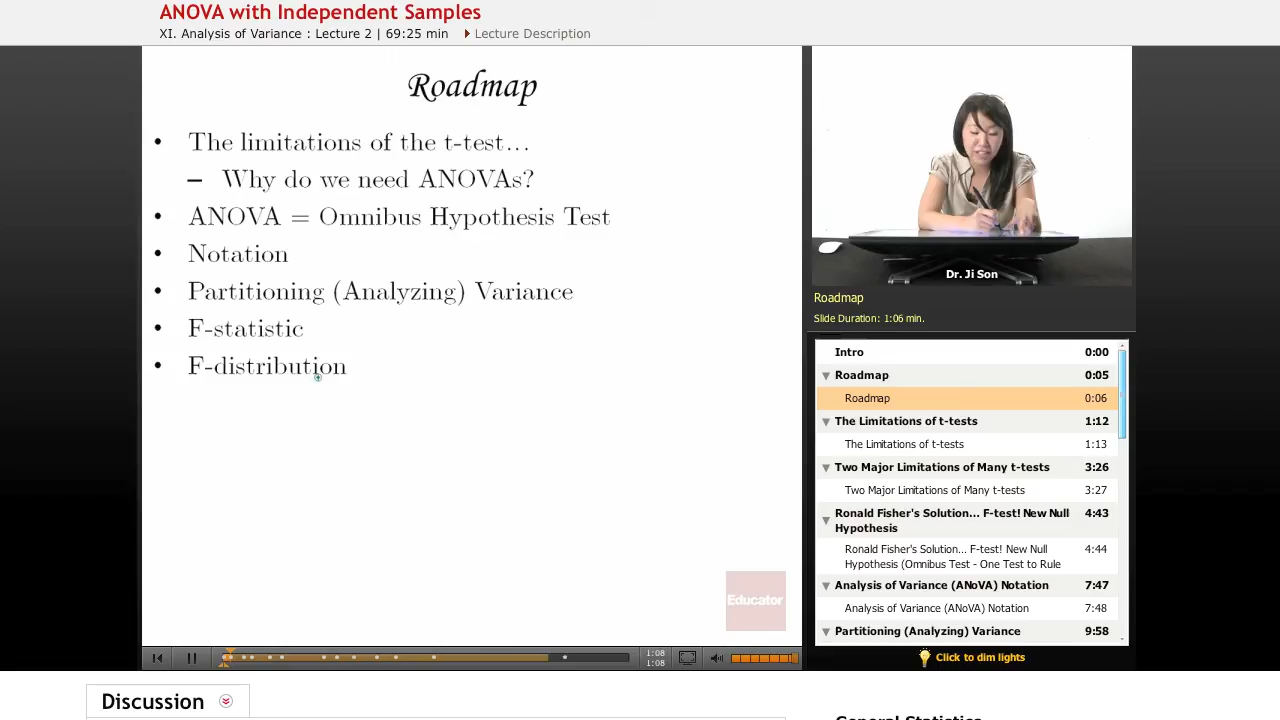 ANOVA with Independent Samples
XI. Analysis of Variance : Lecture 2 | 69:25 min
Lecture Description
Roadmap
• The limitations of the t-test…
– Why do we need ANOVAs?
• ANOVA = Omnibus Hypothesis Test
• Notation
• Partitioning (Analyzing) Variance
• F-statistic
• F-distribution
Educator
1:08
1:08
Dr. Ji Son
Roadmap
Slide Duration: 1:06 min.
Intro 0:00
Roadmap 0:05
Roadmap 0:06
The Limitations of t-tests 1:12
The Limitations of t-tests 1:13
Two Major Limitations of Many t-tests 3:26
Two Major Limitations of Many t-tests 3:27
Ronald Fisher's Solution... F-test! New Null 4:43
Hypothesis
Ronald Fisher's Solution... F-test! New Null 4:44
Hypothesis (Omnibus Test - One Test to Rule
Analysis of Variance (ANoVA) Notation 7:47
Analysis of Variance (ANoVA) Notation 7:48
Partitioning (Analyzing) Variance 9:58
Click to dim lights
Discussion
General Statistics